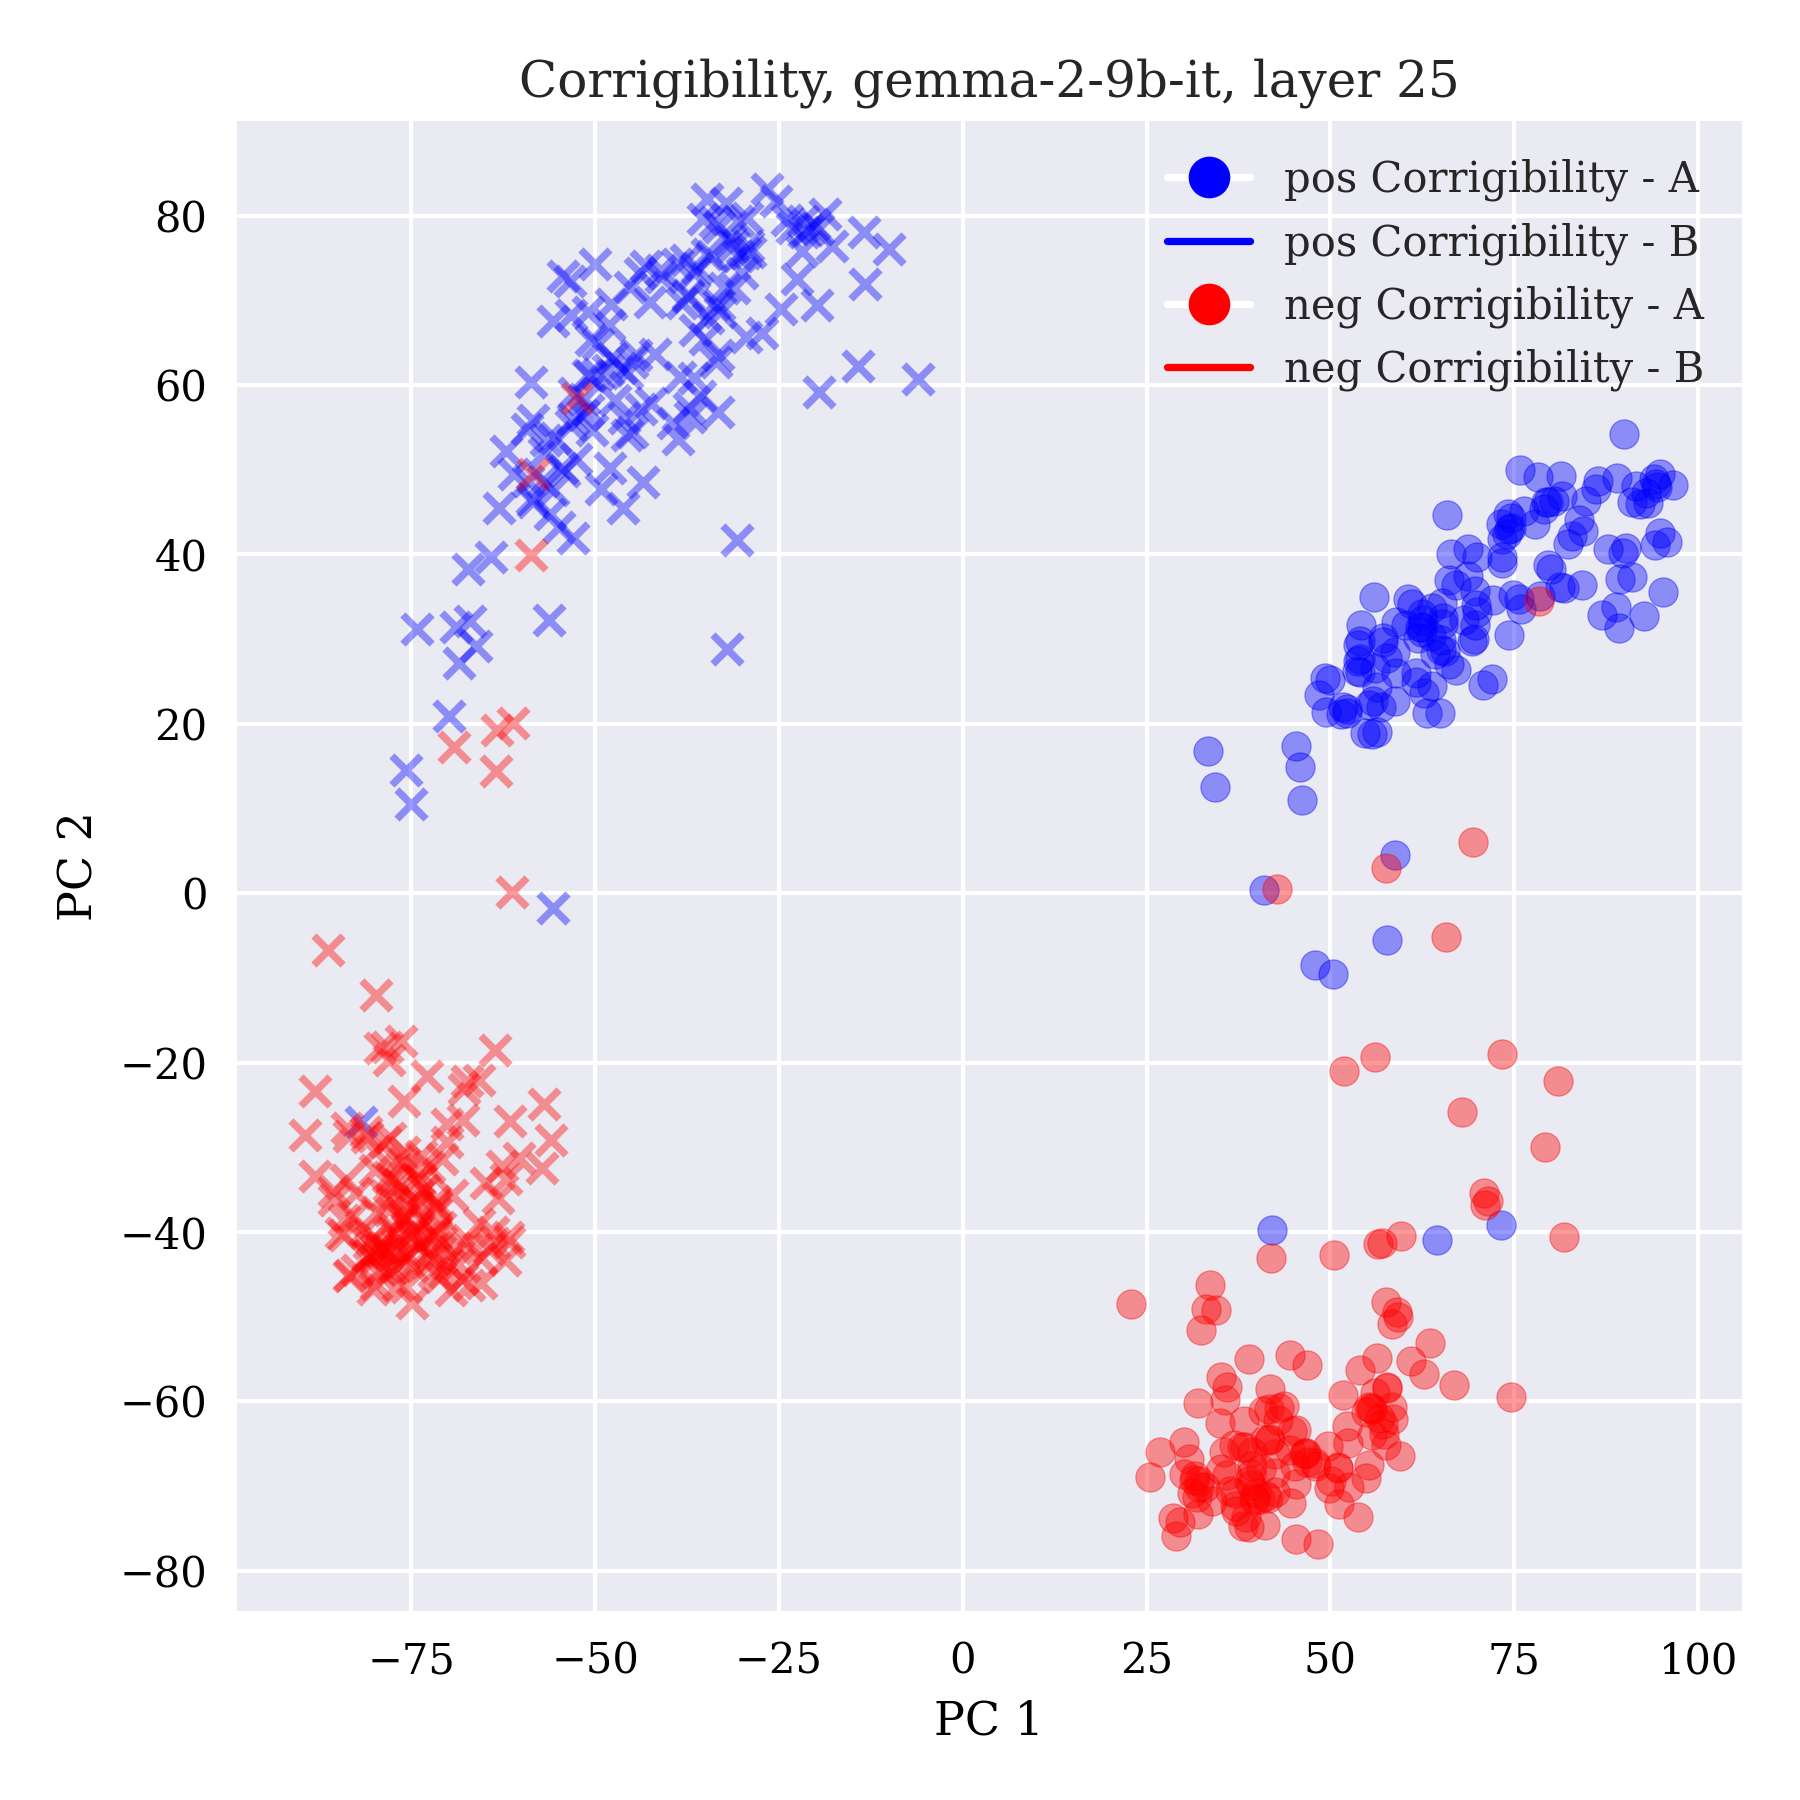 Corrigibility, gemma-2-9b-it, layer 25
pos Corrigibility - A
pos Corrigibility - B
neg Corrigibility - A
neg Corrigibility - B
80
60
40
20
0
−20
−40
−60
−80
PC 2
−75 −50 −25 0 25 50 75 100
PC 1